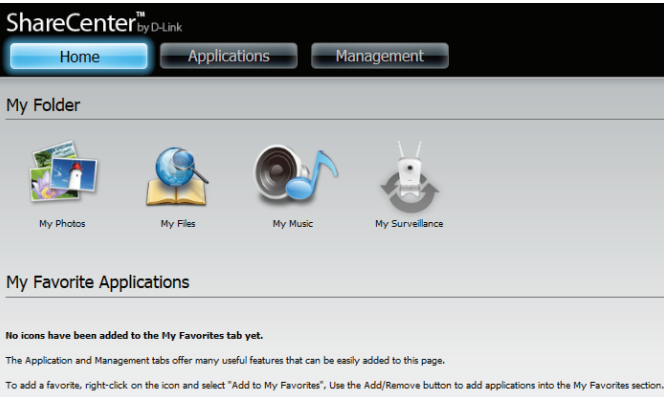 ShareCenter™ by D-Link
Home Applications Management
My Folder
My Photos My Files My Music My Surveillance
My Favorite Applications
No icons have been added to the My Favorites tab yet.
The Application and Management tabs offer many useful features that can be easily added to this page.
To add a favorite, right-click on the icon and select "Add to My Favorites", Use the Add/Remove button to add applications into the My Favorites section.